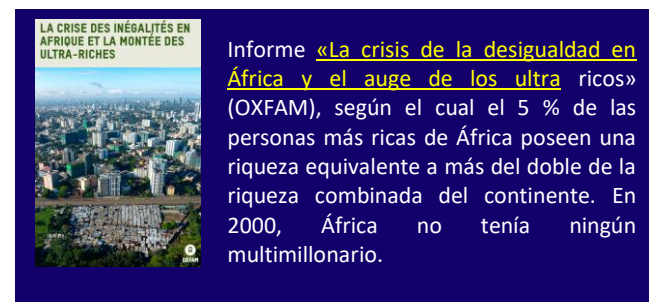 LA CRISE DES INÉGALITÉS EN
AFRIQUE ET LA MONTÉE DES
ULTRA-RICHES
OXFAM
Informe «La crisis de la desigualdad en
África y el auge de los ultra ricos»
(OXFAM), según el cual el 5 % de las
personas más ricas de África poseen una
riqueza equivalente a más del doble de la
riqueza combinada del continente. En
2000, África no tenía ningún
multimillonario.